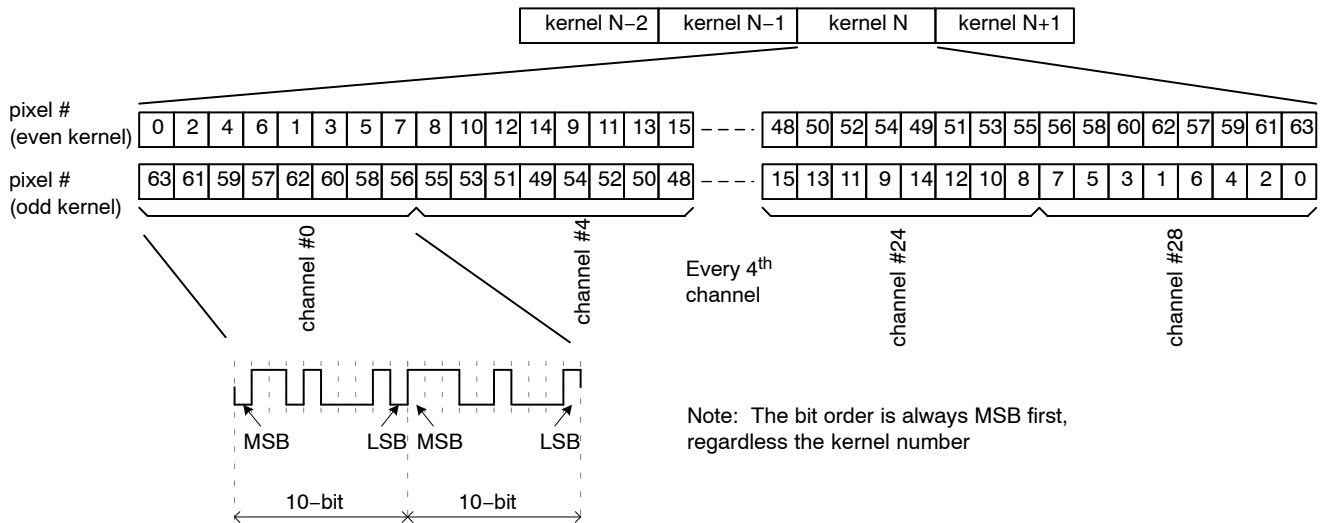 kernel N−2 kernel N−1 kernel N kernel N+1
pixel #
(even kernel)
0 2 4 6 1 3 5 7 8 10 12 14 9 11 13 15 48 50 52 54 49 51 53 55 56 58 60 62 57 59 61 63
pixel #
(odd kernel)
63 61 59 57 62 60 58 56 55 53 51 49 54 52 50 48 15 13 11 9 14 12 10 8 7 5 3 1 6 4 2 0
channel #0
channel #4
Every 4th
channel
channel #24
channel #28
MSB LSB MSB LSB
Note: The bit order is always MSB first,
regardless the kernel number
10−bit 10−bit